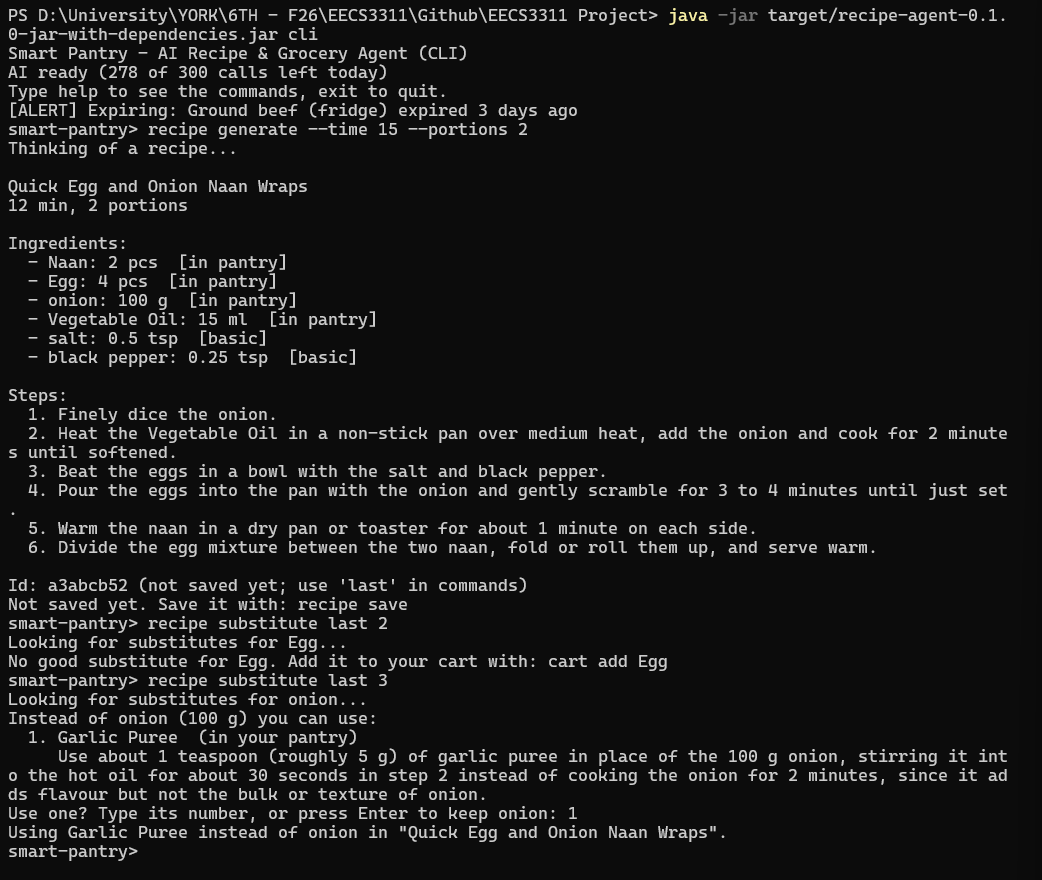 PS D:\University\YORK\6TH - F26\EECS3311\Github\EECS3311 Project> java -jar target/recipe-agent-0.1.
0-jar-with-dependencies.jar cli
Smart Pantry - AI Recipe & Grocery Agent (CLI)
AI ready (278 of 300 calls left today)
Type help to see the commands, exit to quit.
[ALERT] Expiring: Ground beef (fridge) expired 3 days ago
smart-pantry> recipe generate --time 15 --portions 2
Thinking of a recipe...

Quick Egg and Onion Naan Wraps
12 min, 2 portions

Ingredients:
  - Naan: 2 pcs  [in pantry]
  - Egg: 4 pcs  [in pantry]
  - onion: 100 g  [in pantry]
  - Vegetable Oil: 15 ml  [in pantry]
  - salt: 0.5 tsp  [basic]
  - black pepper: 0.25 tsp  [basic]

Steps:
  1. Finely dice the onion.
  2. Heat the Vegetable Oil in a non-stick pan over medium heat, add the onion and cook for 2 minute
s until softened.
  3. Beat the eggs in a bowl with the salt and black pepper.
  4. Pour the eggs into the pan with the onion and gently scramble for 3 to 4 minutes until just set
.
  5. Warm the naan in a dry pan or toaster for about 1 minute on each side.
  6. Divide the egg mixture between the two naan, fold or roll them up, and serve warm.

Id: a3abcb52 (not saved yet; use 'last' in commands)
Not saved yet. Save it with: recipe save
smart-pantry> recipe substitute last 2
Looking for substitutes for Egg...
No good substitute for Egg. Add it to your cart with: cart add Egg
smart-pantry> recipe substitute last 3
Looking for substitutes for onion...
Instead of onion (100 g) you can use:
  1. Garlic Puree  (in your pantry)
     Use about 1 teaspoon (roughly 5 g) of garlic puree in place of the 100 g onion, stirring it int
o the hot oil for about 30 seconds in step 2 instead of cooking the onion for 2 minutes, since it ad
ds flavour but not the bulk or texture of onion.
Use one? Type its number, or press Enter to keep onion: 1
Using Garlic Puree instead of onion in "Quick Egg and Onion Naan Wraps".
smart-pantry>